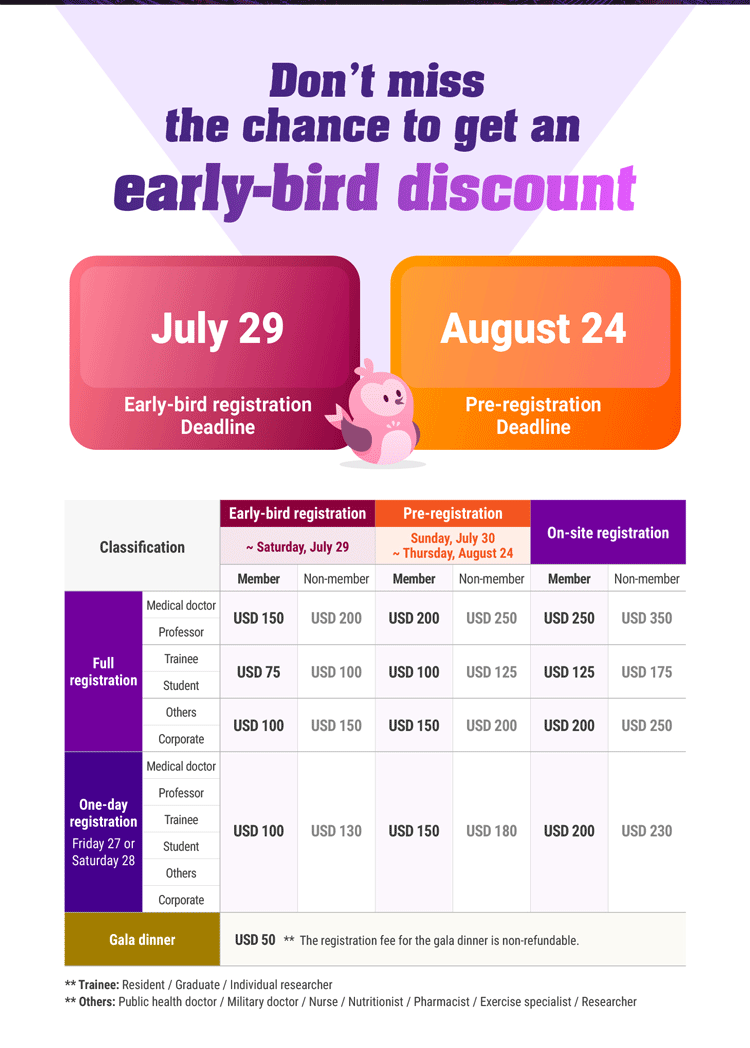 Don't miss
the chance to get an
early-bird discount
July 29
Early-bird registration
Deadline
August 24
Pre-registration
Deadline
Classification
Early-bird registration
Pre-registration
On-site registration
~ Saturday, July 29
Sunday, July 30
~ Thursday, August 24
Member Non-member Member Non-member Member Non-member
Full
registration
Medical doctor
Professor
USD 150 USD 200 USD 200 USD 250 USD 250 USD 350
Trainee
Student
USD 75 USD 100 USD 100 USD 125 USD 125 USD 175
Others
Corporate
USD 100 USD 150 USD 150 USD 200 USD 200 USD 250
One-day
registration
Friday 27 or
Saturday 28
Medical doctor
Professor
Trainee
Student
Others
Corporate
USD 100 USD 130 USD 150 USD 180 USD 200 USD 230
Gala dinner
USD 50 ** The registration fee for the gala dinner is non-refundable.
** Trainee: Resident / Graduate / Individual researcher
** Others: Public health doctor / Military doctor / Nurse / Nutritionist / Pharmacist / Exercise specialist / Researcher